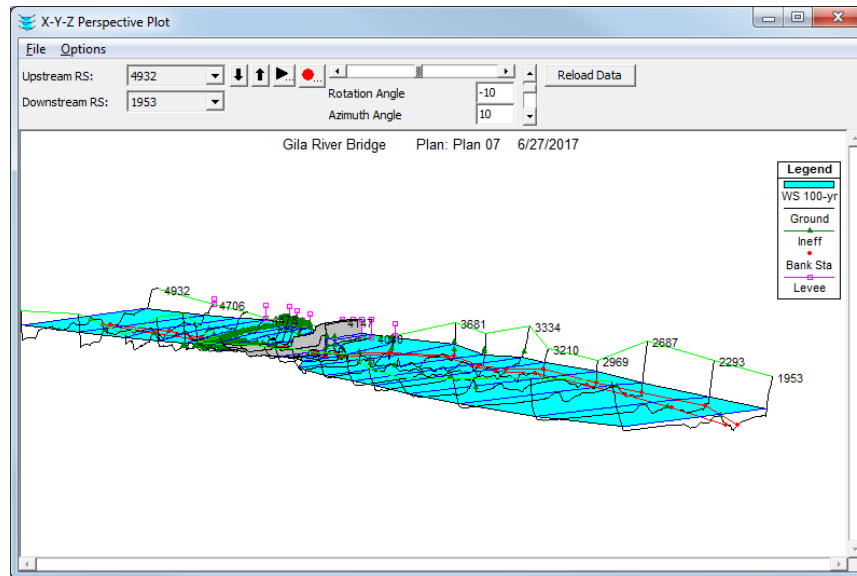 X-Y-Z Perspective Plot
File Options
Upstream RS: 4932
Downstream RS: 1953
Rotation Angle -10
Azimuth Angle 10
Reload Data
Gila River Bridge Plan: Plan 07 6/27/2017
Legend
WS 100-yr
Ground
Ineff
Bank Sta
Levee
4932
4706
4147
3681
3334
3210
2969
2687
2293
1953